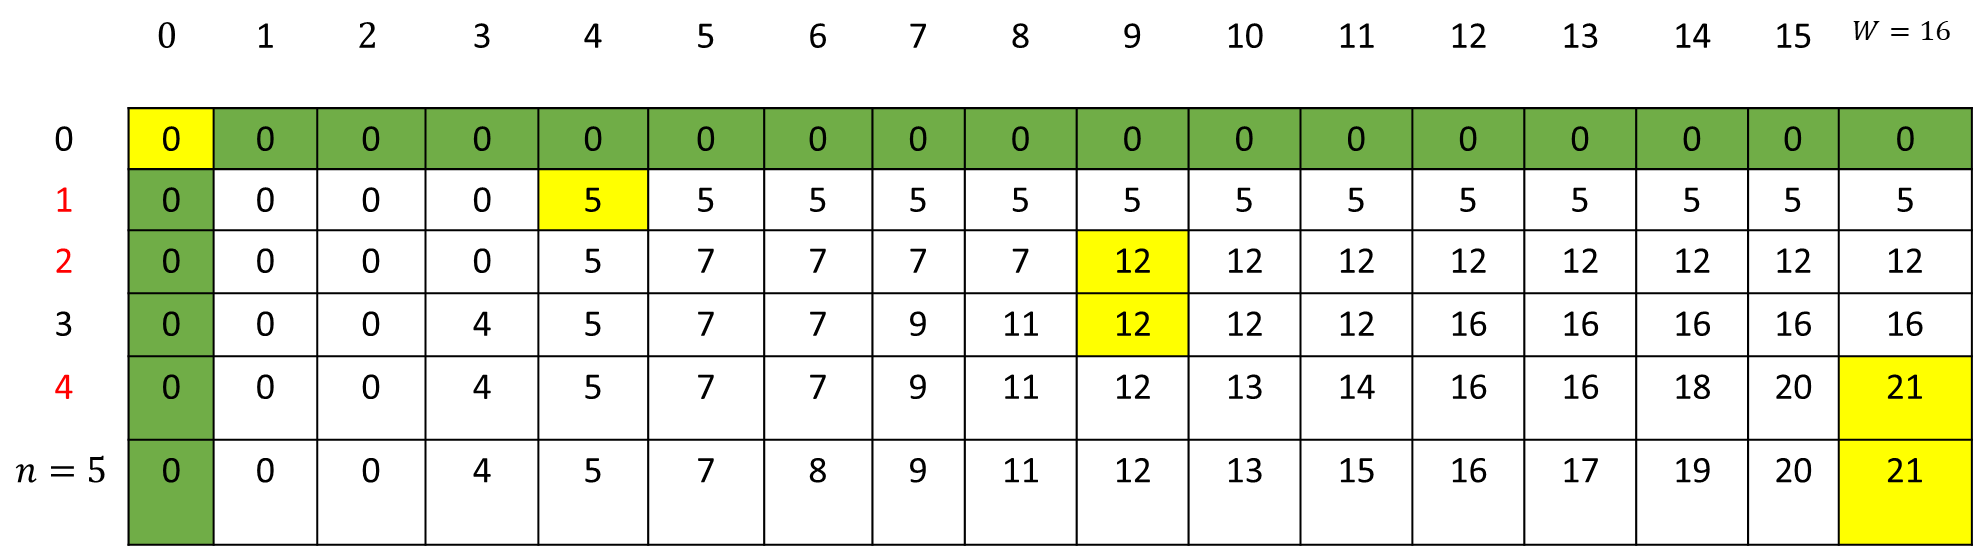 0 1 2 3 4 5 6 7 8 9 10 11 12 13 14 15 W = 16
0 0 0 0 0 0 0 0 0 0 0 0 0 0 0 0 0 0
1 0 0 0 0 5 5 5 5 5 5 5 5 5 5 5 5 5
2 0 0 0 0 5 7 7 7 7 12 12 12 12 12 12 12 12
3 0 0 0 4 5 7 7 9 11 12 12 12 16 16 16 16 16
4 0 0 0 4 5 7 7 9 11 12 13 14 16 16 18 20 21
n = 5 0 0 0 4 5 7 8 9 11 12 13 15 16 17 19 20 21